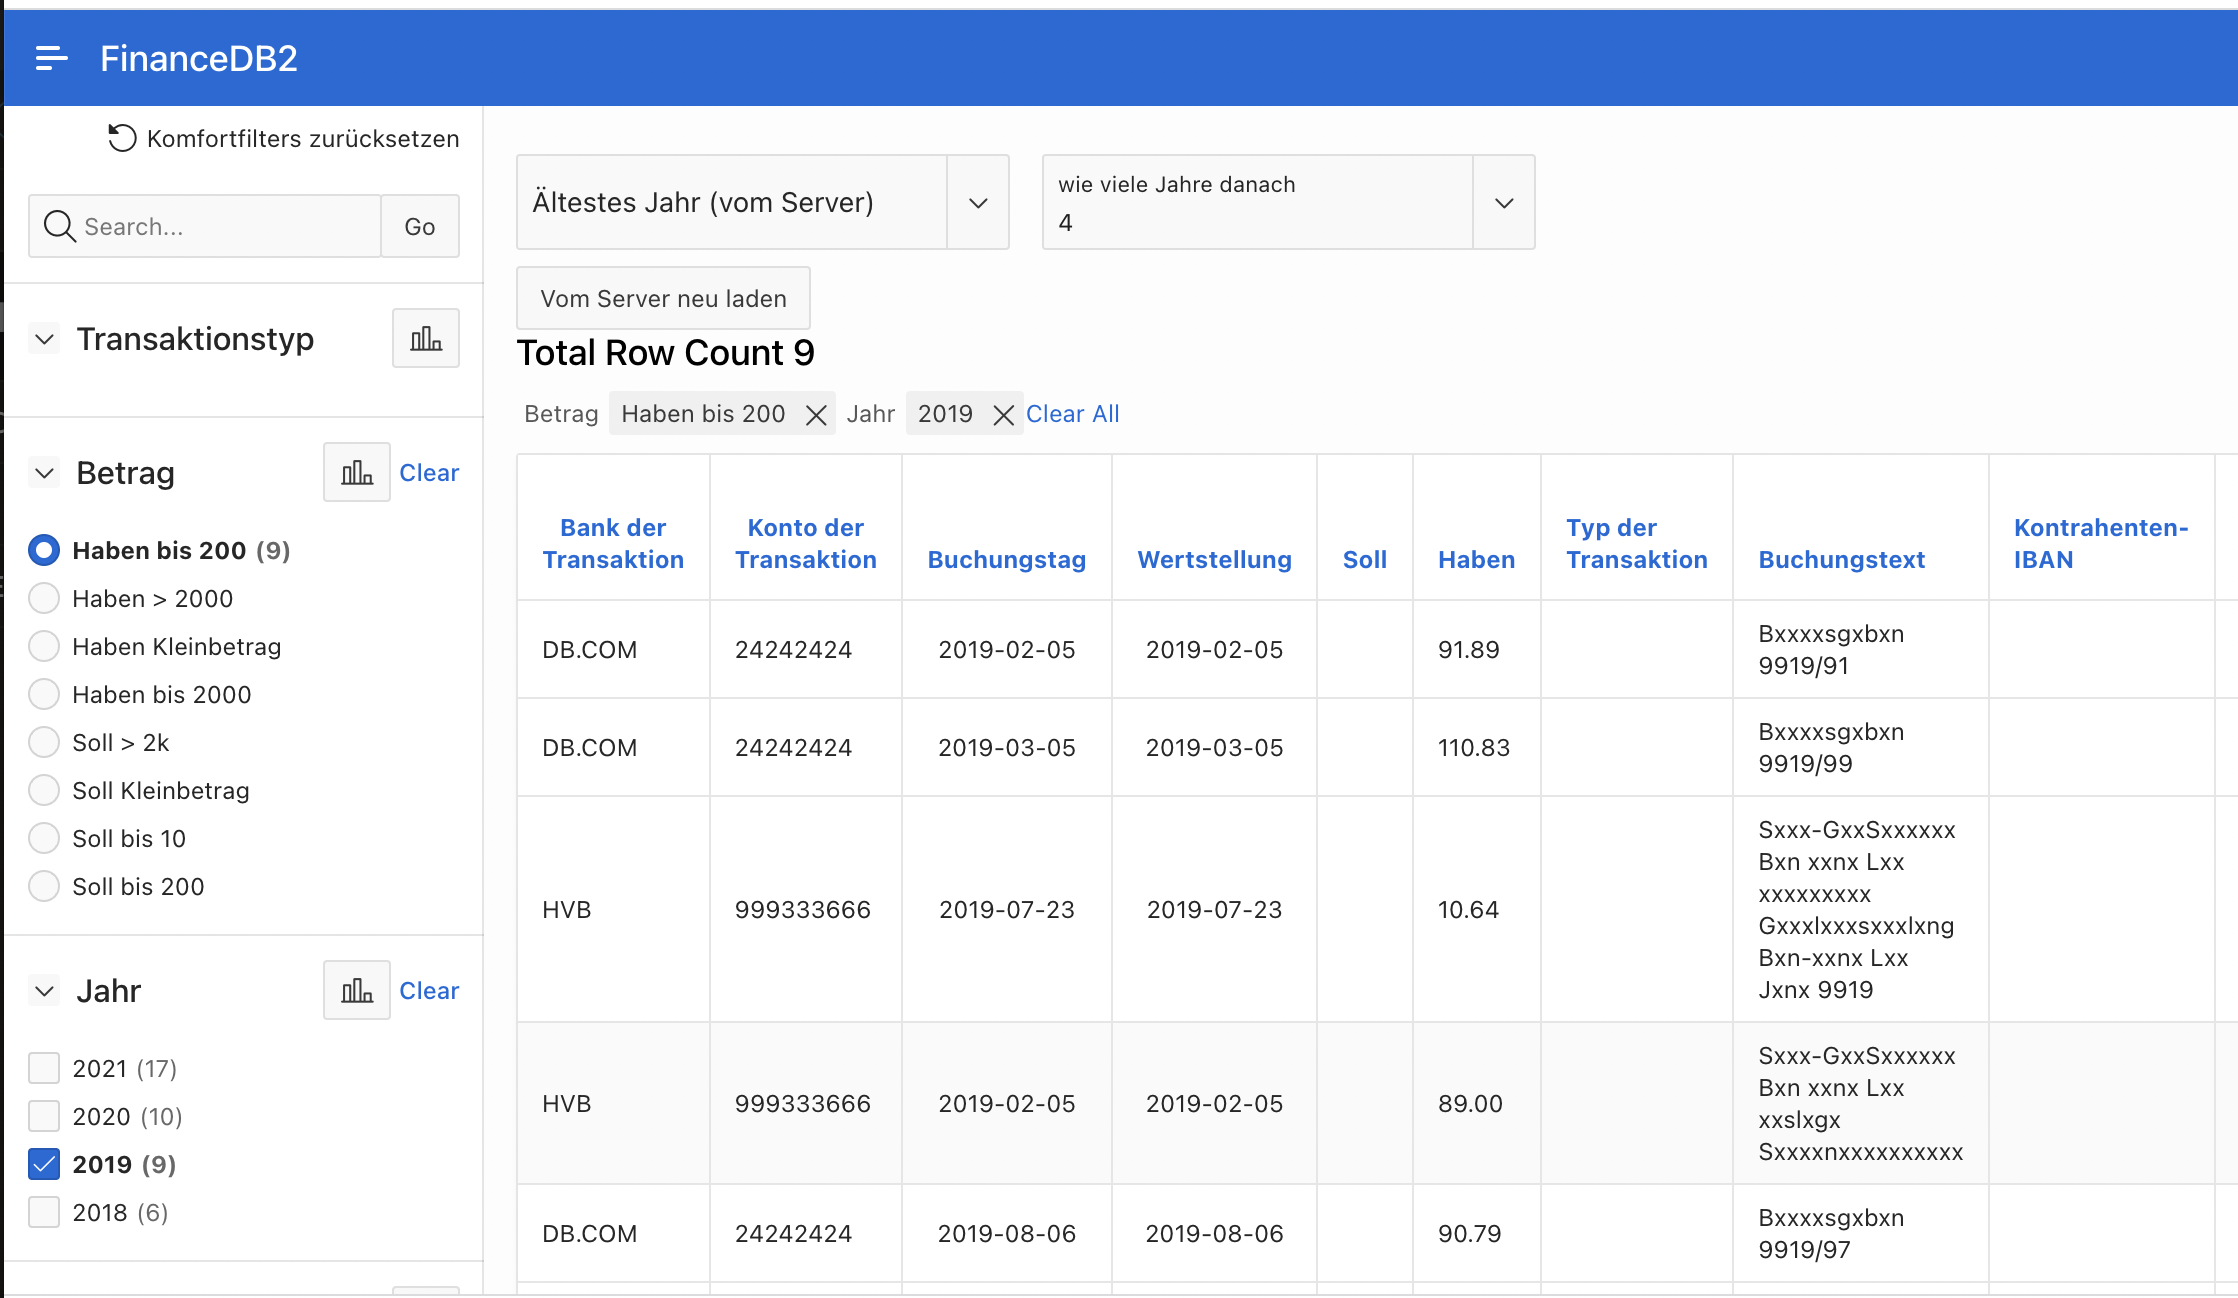 FinanceDB2
Komfortfilters zurücksetzen
Search...
Go
Transaktionstyp
Betrag
Clear
Haben bis 200 (9)
Haben > 2000
Haben Kleinbetrag
Haben bis 2000
Soll > 2k
Soll Kleinbetrag
Soll bis 10
Soll bis 200
Jahr
Clear
2021 (17)
2020 (10)
2019 (9)
2018 (6)
Ältestes Jahr (vom Server)
wie viele Jahre danach
4
Vom Server neu laden
Total Row Count 9
Betrag Haben bis 200 Jahr 2019 Clear All
Bank der Transaktion Konto der Transaktion Buchungstag Wertstellung Soll Haben Typ der Transaktion Buchungstext Kontrahenten-IBAN
DB.COM 24242424 2019-02-05 2019-02-05 91.89 Bxxxxsgxbxn
9919/91
DB.COM 24242424 2019-03-05 2019-03-05 110.83 Bxxxxsgxbxn
9919/99
HVB 999333666 2019-07-23 2019-07-23 10.64 Sxxx-GxxSxxxxxx
Bxn xxnx Lxx
xxxxxxxxx
Gxxxlxxxsxxxlxng
Bxn-xxnx Lxx
Jxnx 9919
HVB 999333666 2019-02-05 2019-02-05 89.00 Sxxx-GxxSxxxxxx
Bxn xxnx Lxx
xxslxgx
Sxxxxnxxxxxxxxxx
DB.COM 24242424 2019-08-06 2019-08-06 90.79 Bxxxxsgxbxn
9919/97